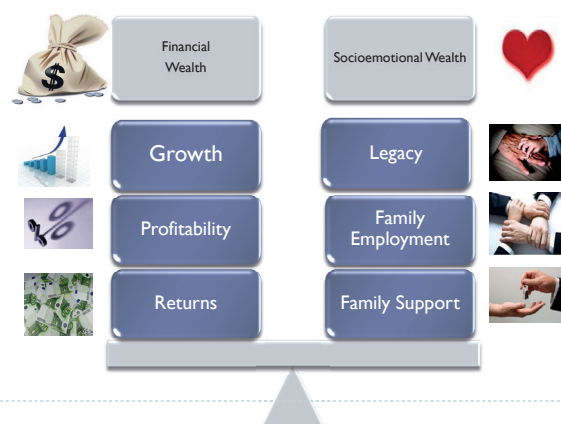 $
Financial
Wealth
Socioemotional Wealth
Growth
Legacy
Profitability
Family
Employment
Returns
Family Support
%